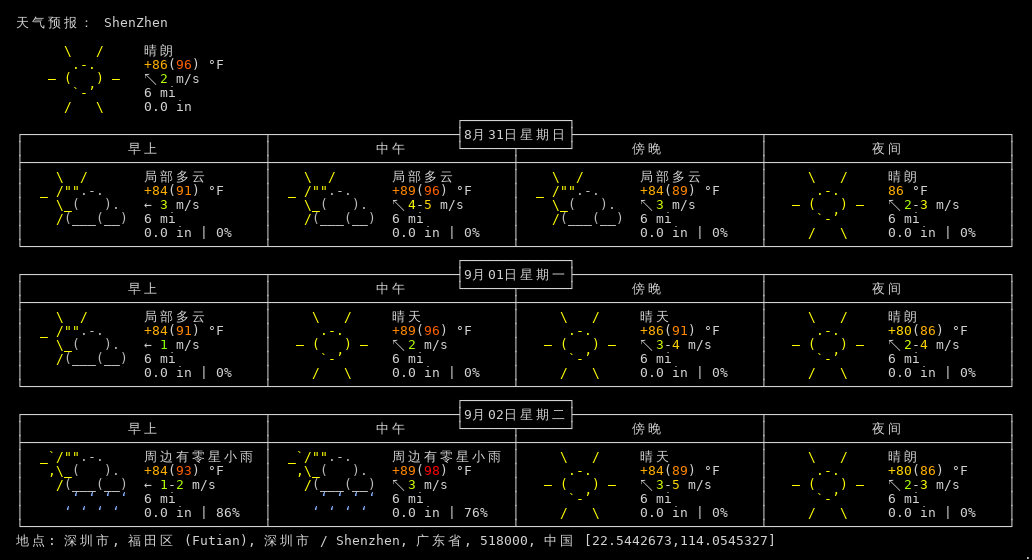 天气预报： ShenZhen
晴朗
+86(96) °F
↖ 2 m/s
6 mi
0.0 in
8月31日星期日
早上 中午 傍晚 夜间
局部多云 局部多云 局部多云 晴朗
+84(91) °F +89(96) °F +84(89) °F 86 °F
← 3 m/s ↖ 4-5 m/s ↖ 3 m/s ↖ 2-3 m/s
6 mi 6 mi 6 mi 6 mi
0.0 in | 0% 0.0 in | 0% 0.0 in | 0% 0.0 in | 0%
9月01日星期一
早上 中午 傍晚 夜间
局部多云 晴天 晴天 晴朗
+84(91) °F +89(96) °F +86(91) °F +80(86) °F
← 1 m/s ↖ 2 m/s ↖ 3-4 m/s ↖ 2-4 m/s
6 mi 6 mi 6 mi 6 mi
0.0 in | 0% 0.0 in | 0% 0.0 in | 0% 0.0 in | 0%
9月02日星期二
早上 中午 傍晚 夜间
周边有零星小雨 周边有零星小雨 晴天 晴朗
+84(93) °F +89(98) °F +84(89) °F +80(86) °F
← 1-2 m/s ↖ 3 m/s ↖ 3-5 m/s ↖ 2-3 m/s
6 mi 6 mi 6 mi 6 mi
0.0 in | 86% 0.0 in | 76% 0.0 in | 0% 0.0 in | 0%
地点: 深圳市, 福田区 (Futian), 深圳市 / Shenzhen, 广东省, 518000, 中国 [22.5442673,114.0545327]